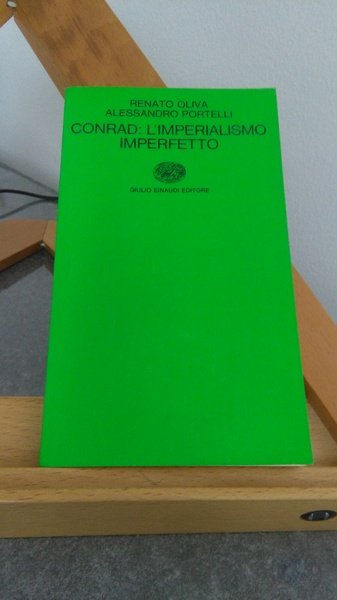 RENATO OLIVA
ALESSANDRO PORTELLI
CONRAD: L'IMPERIALISMO
IMPERFETTO
GIULIO EINAUDI EDITORE